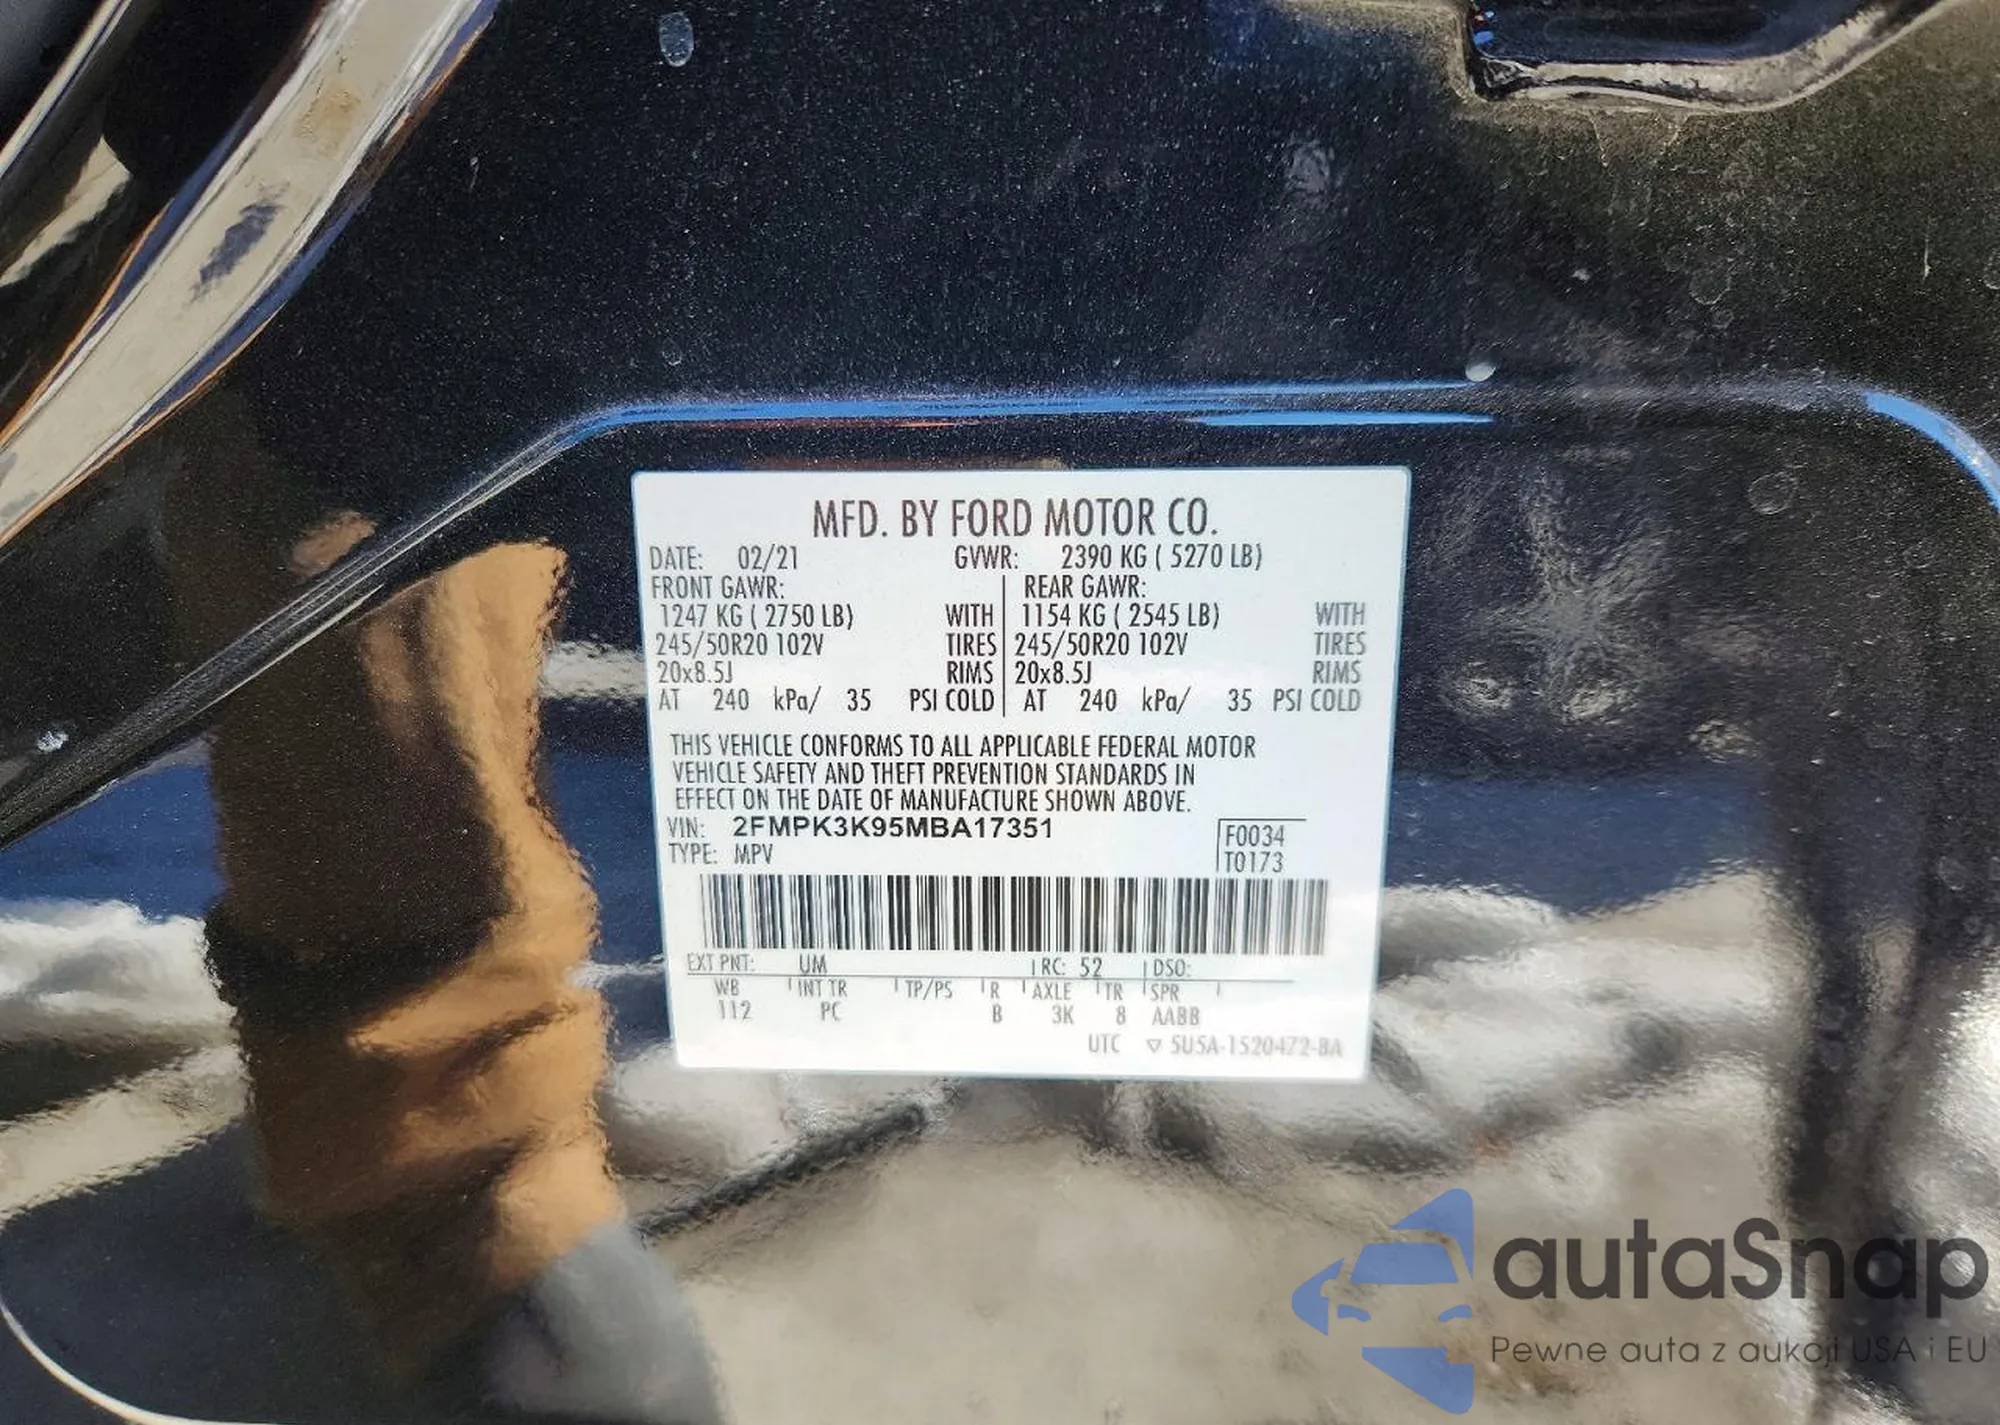 MFD. BY FORD MOTOR CO.
DATE: 02/21 GVWR: 2390 KG ( 5270 LB)
FRONT GAWR: REAR GAWR:
1247 KG ( 2750 LB) WITH 1154 KG ( 2545 LB) WITH
245/50R20 102V TIRES 245/50R20 102V TIRES
20x8.5J RIMS 20x8.5J RIMS
AT 240 kPa/ 35 PSI COLD AT 240 kPa/ 35 PSI COLD
THIS VEHICLE CONFORMS TO ALL APPLICABLE FEDERAL MOTOR
VEHICLE SAFETY AND THEFT PREVENTION STANDARDS IN
EFFECT ON THE DATE OF MANUFACTURE SHOWN ABOVE.
VIN: 2FMPK3K95MBA17351 F0034
TYPE: MPV T0173
EXT PNT: UM RC: 52 DSO:
WB INT TR TP/PS R AXLE TR SPR
112 PC B 3K 8 AABB
UTC ▽ 5U5A-1520472-BA
autaSnap
Pewne auta z aukcji USA i EU